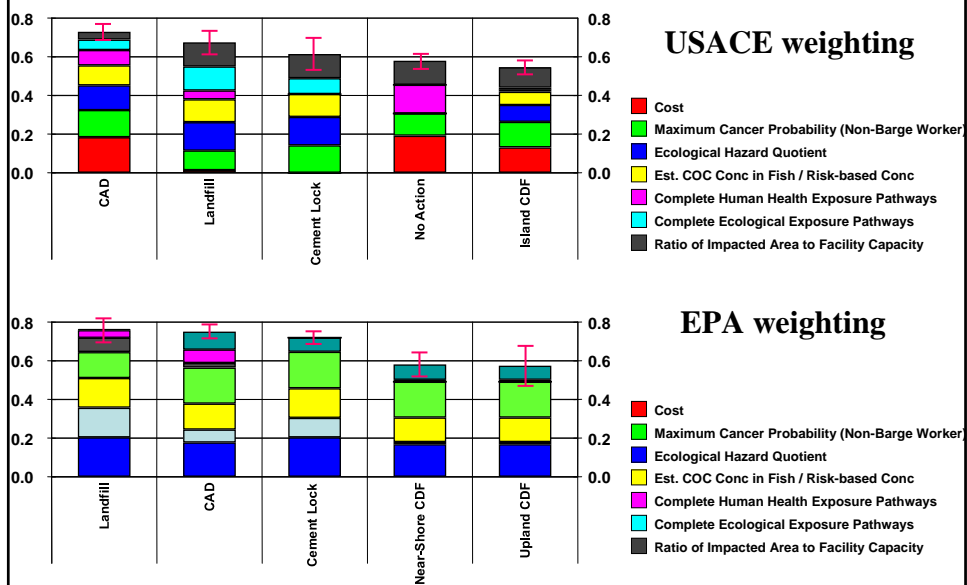 USACE weighting
0.8 0.8
0.6 0.6
0.4 0.4
0.2 0.2
0.0 0.0
CAD
Landfill
Cement Lock
No Action
Island CDF
Cost
Maximum Cancer Probability (Non-Barge Worker)
Ecological Hazard Quotient
Est. COC Conc in Fish / Risk-based Conc
Complete Human Health Exposure Pathways
Complete Ecological Exposure Pathways
Ratio of Impacted Area to Facility Capacity
EPA weighting
0.8 0.8
0.6 0.6
0.4 0.4
0.2 0.2
0.0 0.0
Landfill
CAD
Cement Lock
Near-Shore CDF
Upland CDF
Cost
Maximum Cancer Probability (Non-Barge Worker)
Ecological Hazard Quotient
Est. COC Conc in Fish / Risk-based Conc
Complete Human Health Exposure Pathways
Complete Ecological Exposure Pathways
Ratio of Impacted Area to Facility Capacity